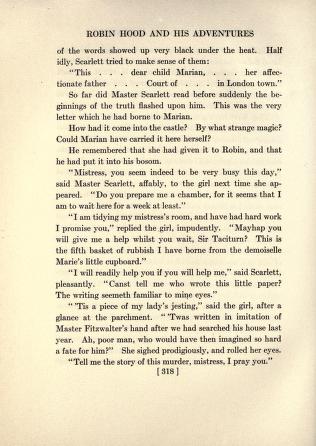 ROBIN HOOD AND HIS ADVENTURES
of the words showed up very black under the heat. Half
idly, Scarlett tried to make sense of them:
"This . . . dear child Marian, . . . her affec-
tionate father . . . Court of . . . in London town."
So far did Master Scarlett read before suddenly the be-
ginnings of the truth flashed upon him. This was the very
letter which he had borne to Marian.
How had it come into the castle? By what strange magic?
Could Marian have carried it here herself?
He remembered that she had given it to Robin, and that
he had put it into his bosom.
"Mistress, you seem indeed to be very busy this day,"
said Master Scarlett, affably, to the girl next time she ap-
peared. "Do you prepare me a chamber, for it seems that I
am to wait here for a week at least."
"I am tidying my mistress's room, and have had hard work
I promise you," replied the girl, impudently. "Mayhap you
will give me a help whilst you wait, Sir Taciturn? This is
the fifth basket of rubbish I have borne from the demoiselle
Marie's little cupboard."
"I will readily help you if you will help me," said Scarlett,
pleasantly. "Canst tell me who wrote this little paper?
The writing seemeth familiar to mine eyes."
"'Tis a piece of my lady's jesting," said the girl, after a
glance at the parchment. "'Twas written in imitation of
Master Fitzwalter's hand after we had searched his house last
year. Ah, poor man, who would have then imagined so hard
a fate for him?" She sighed prodigiously, and rolled her eyes.
"Tell me the story of this murder, mistress, I pray you."
[ 318 ]